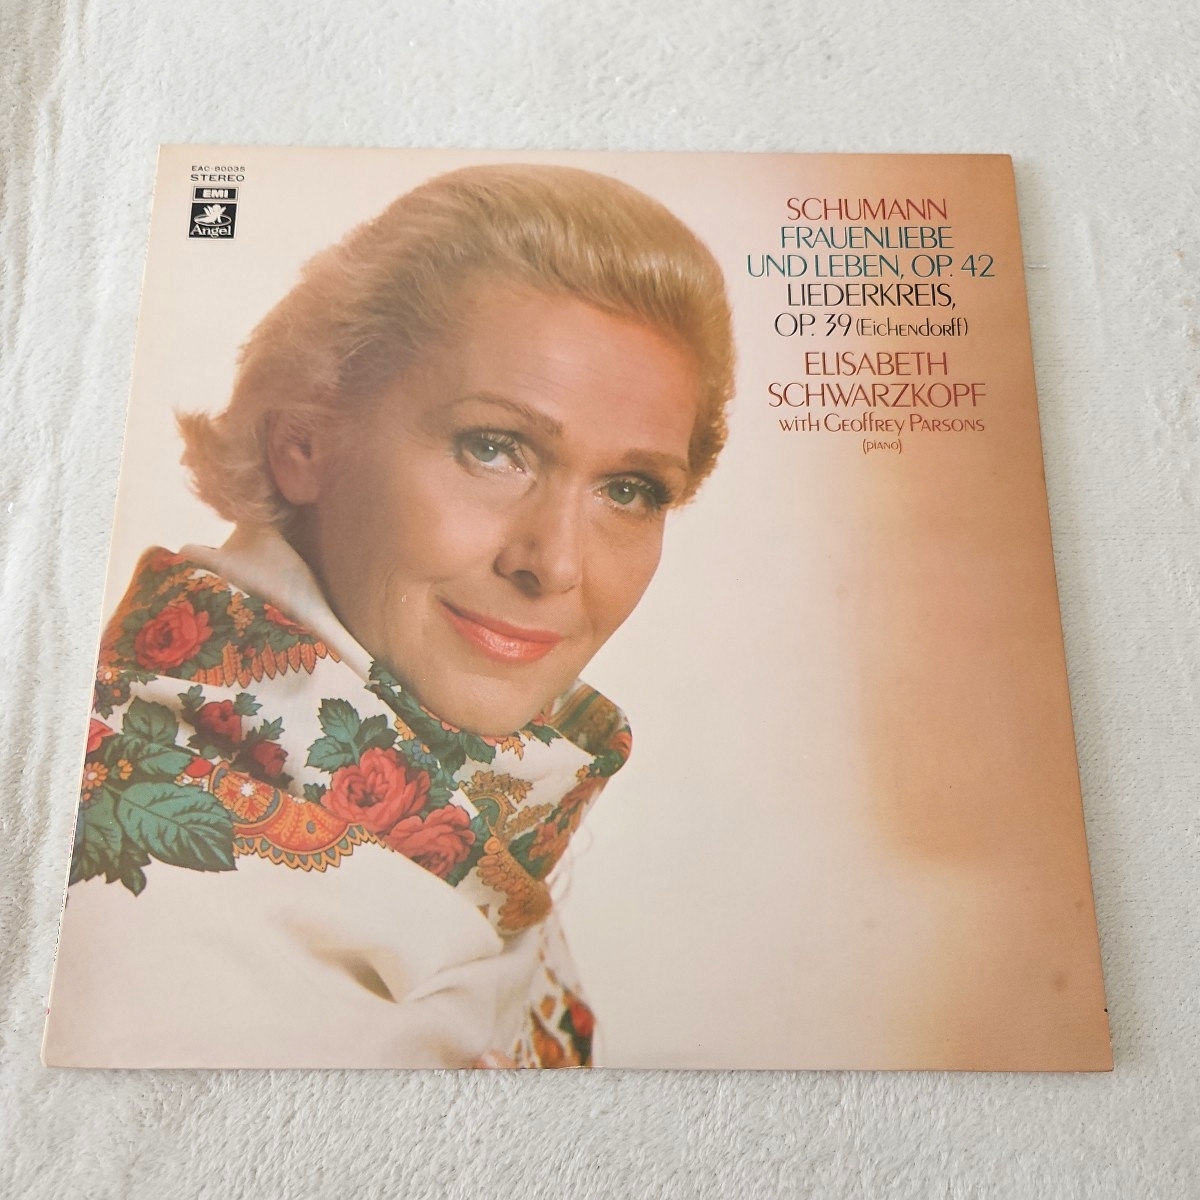 EAC-80035
STEREO
EMI
Angel
SCHUMANN
FRAUENLIEBE
UND LEBEN, OP. 42
LIEDERKREIS,
OP. 39 (Eichendorff)
ELISABETH
SCHWARZKOPF
with Geoffrey Parsons
(piano)